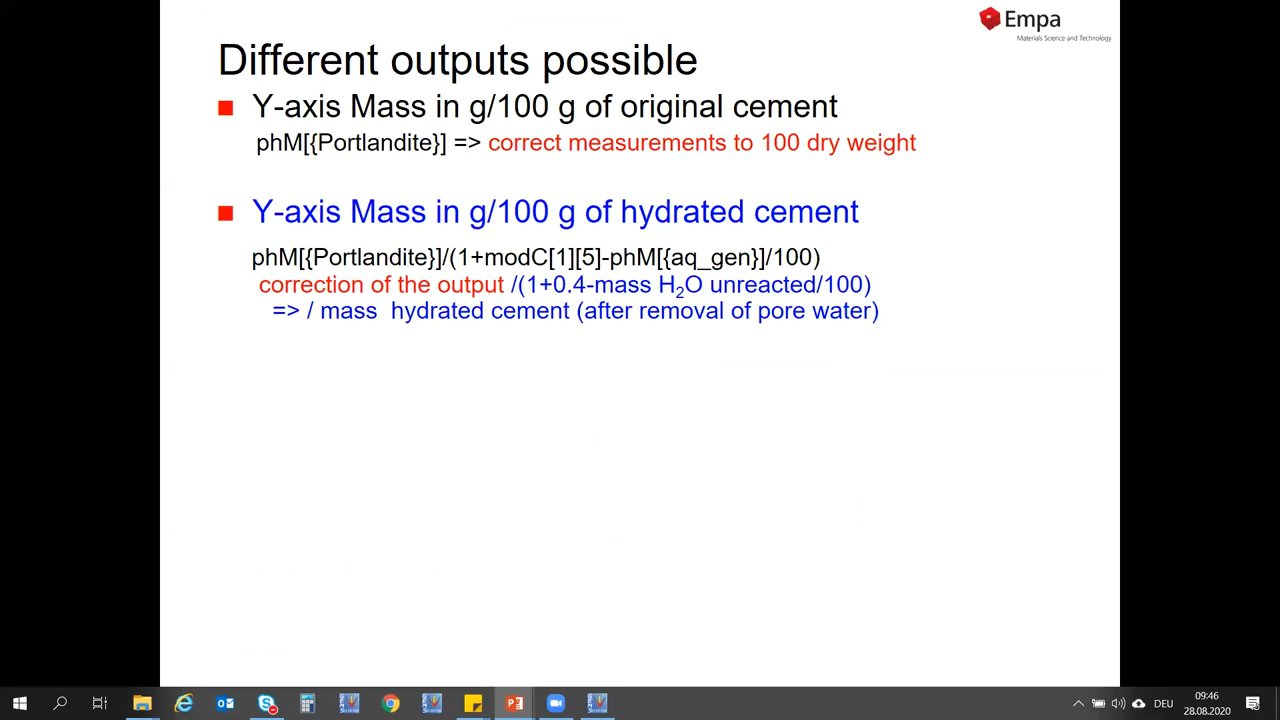 Empa
Materials Science and Technology
Different outputs possible
Y-axis Mass in g/100 g of original cement
phM[{Portlandite}] => correct measurements to 100 dry weight
Y-axis Mass in g/100 g of hydrated cement
phM[{Portlandite}]/(1+modC[1][5]-phM[{aq_gen}]/100)
correction of the output /(1+0.4-mass H₂O unreacted/100)
=> / mass hydrated cement (after removal of pore water)
DEU
09:46
28.08.2020